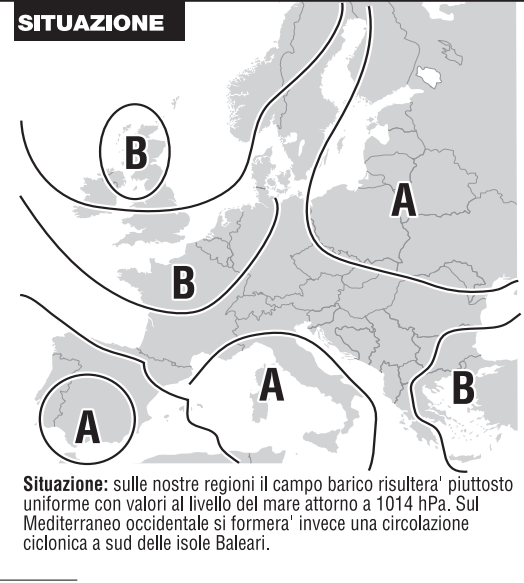 SITUAZIONE
B
A
B
A
B
A
Situazione: sulle nostre regioni il campo barico risultera' piuttosto
uniforme con valori al livello del mare attorno a 1014 hPa. Sul
Mediterraneo occidentale si formera' invece una circolazione
ciclonica a sud delle isole Baleari.